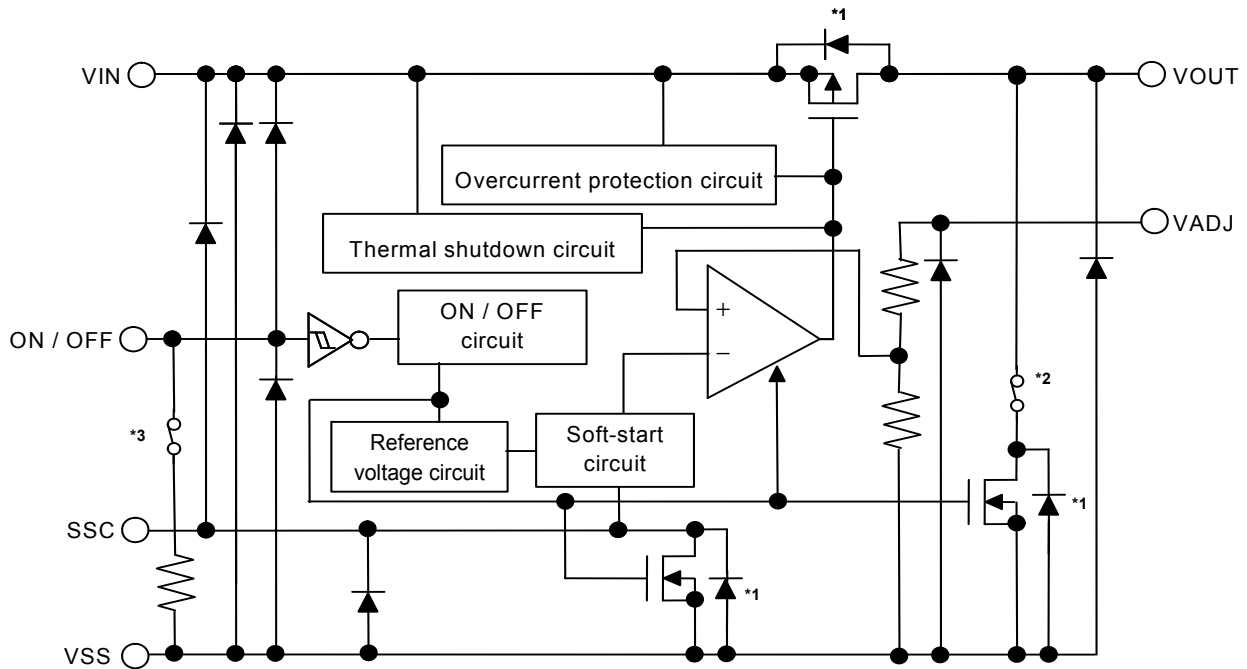 *1
VIN
VOUT
Overcurrent protection circuit
Thermal shutdown circuit
VADJ
ON / OFF
ON / OFF
circuit
+
−
*2
*3
Reference
voltage circuit
Soft-start
circuit
*1
SSC
*1
VSS